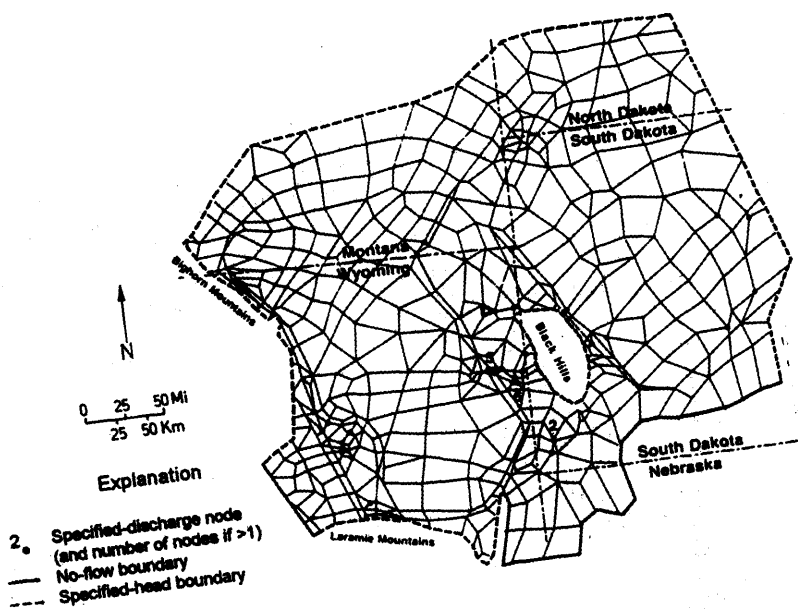 North Dakota
South Dakota
Montana
Wyoming
Bighorn Mountains
Black Hills
N
0 25 50 Mi
25 50 Km
2
South Dakota
Nebraska
Explanation
Laramie Mountains
2 Specified-discharge node
(and number of nodes if >1)
No-flow boundary
Specified-head boundary